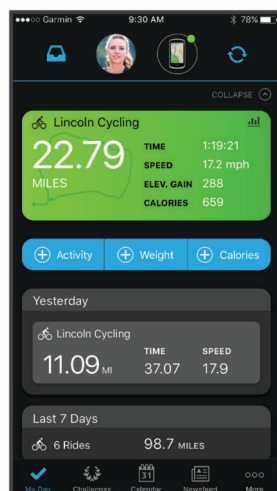 Garmin 9:30 AM 78%
COLLAPSE
Lincoln Cycling
22.79
MILES
TIME 1:19:21
SPEED 17.2 mph
ELEV. GAIN 288
CALORIES 659
Activity Weight Calories
Yesterday
Lincoln Cycling
11.09 MI
TIME SPEED
37.07 17.9
Last 7 Days
6 Rides 98.7 MILES
31
My Day Challenges Calendar Newsfeed More